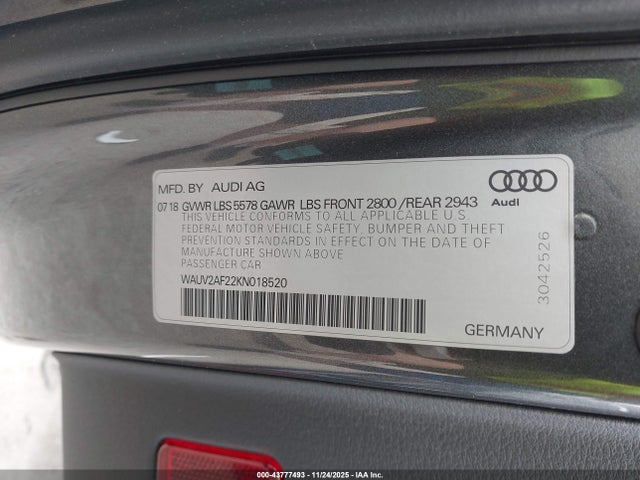 MFD. BY AUDI AG
07 18 GVWR LBS 5578 GAWR LBS FRONT 2800 /REAR 2943
THIS VEHICLE CONFORMS TO ALL APPLICABLE U.S.
FEDERAL MOTOR VEHICLE SAFETY, BUMPER AND THEFT
PREVENTION STANDARDS IN EFFECT ON THE DATE OF
MANUFACTURE SHOWN ABOVE
PASSENGER CAR
WAUV2AF22KN018520
Audi
3042526
GERMANY
000-43777493 - 11/24/2025 - IAA Inc.